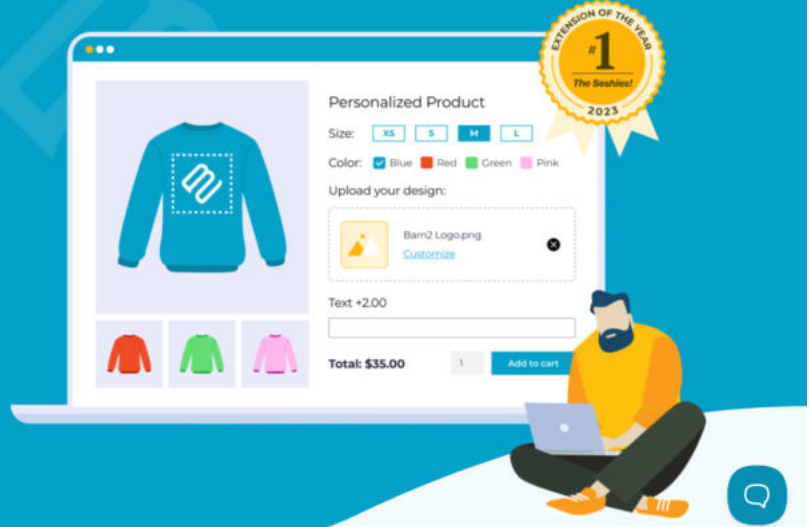 EXTENSION OF THE YEAR
#1
The Seshies!
2023
Personalized Product
Size: XS S M L
Color: Blue Red Green Pink
Upload your design:
Barn2 Logo.png
Customize
Text +2.00
Total: $35.00 1 Add to cart